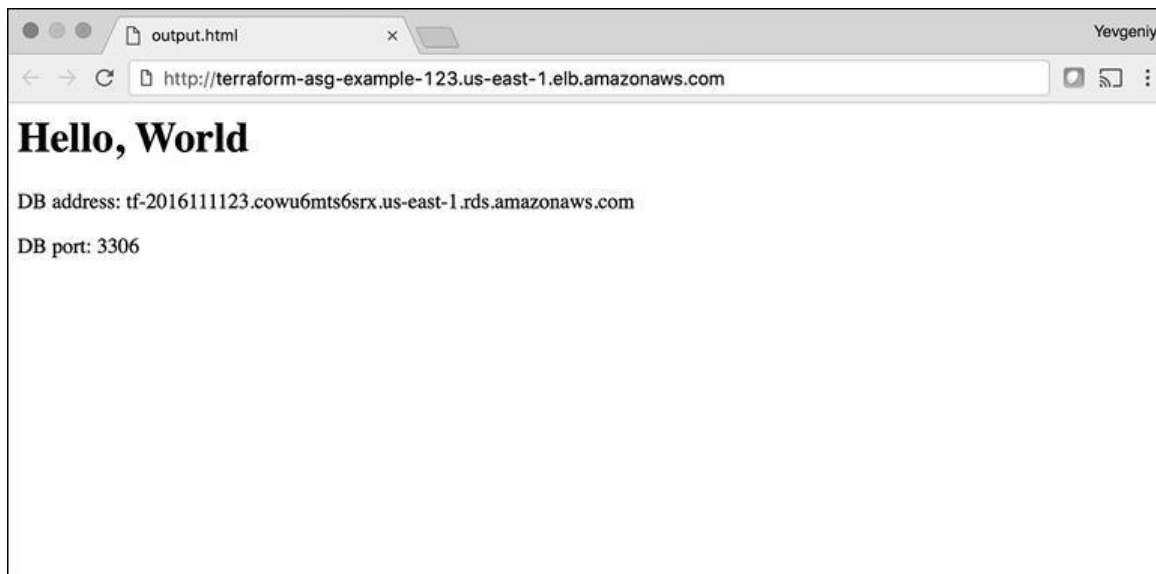 output.html
Yevgeniy
http://terraform-asg-example-123.us-east-1.elb.amazonaws.com
Hello, World
DB address: tf-2016111123.cowu6mts6srx.us-east-1.rds.amazonaws.com
DB port: 3306